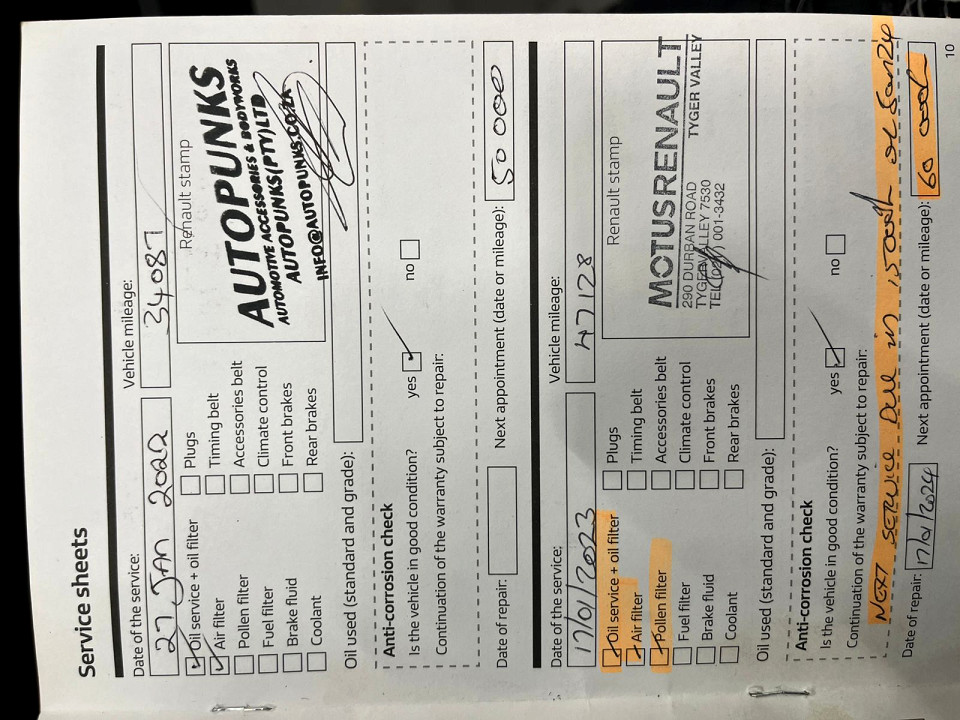 Service sheets
Date of the service:
27 JAN 2022
Vehicle mileage:
34087
Oil service + oil filter
Plugs
Air filter
Timing belt
Pollen filter
Accessories belt
Fuel filter
Climate control
Brake fluid
Front brakes
Coolant
Rear brakes
Renault stamp
AUTOPUNKS
AUTOMOTIVE ACCESSORIES & BODYWORKS
AUTOPUNKS(PTY)LTD
INFO@AUTOPUNKS.CO.ZA
Oil used (standard and grade):
Anti-corrosion check
Is the vehicle in good condition?
yes
no
Continuation of the warranty subject to repair:
Date of repair:
Next appointment (date or mileage):
50 000
Date of the service:
17/01/2023
Vehicle mileage:
47128
Oil service + oil filter
Plugs
Air filter
Timing belt
Pollen filter
Accessories belt
Fuel filter
Climate control
Brake fluid
Front brakes
Coolant
Rear brakes
Renault stamp
MOTUSRENAULT
TYGER VALLEY
290 DURBAN ROAD
TYGERVALLEY 7530
001-3432
Oil used (standard and grade):
Anti-corrosion check
Is the vehicle in good condition?
yes
no
Continuation of the warranty subject to repair:
NEXT SERVICE Due in 15000k or Jan 24
Date of repair:
17/01/2024
Next appointment (date or mileage):
60 000k
10